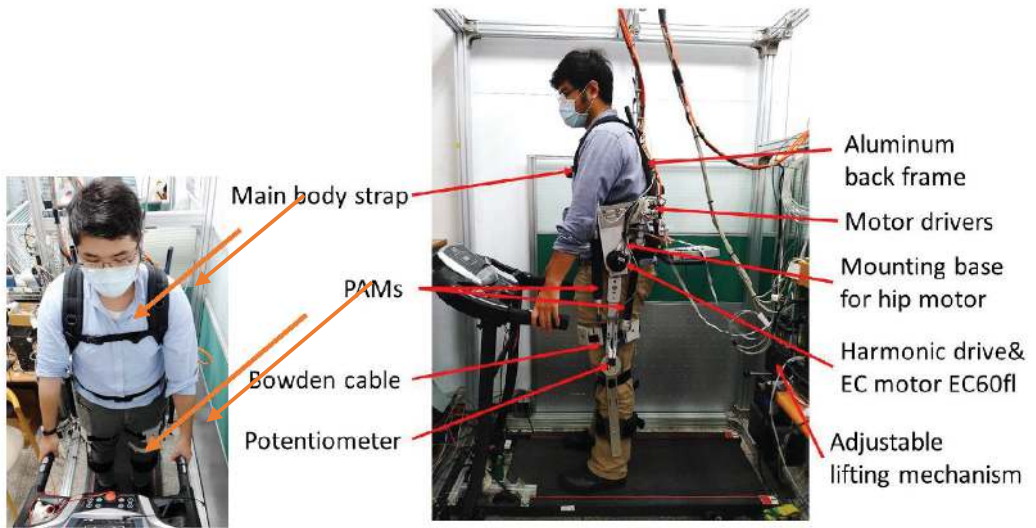 Main body strap
PAMs
Bowden cable
Potentiometer
Aluminum
back frame
Motor drivers
Mounting base
for hip motor
Harmonic drive&
EC motor EC60fl
Adjustable
lifting mechanism